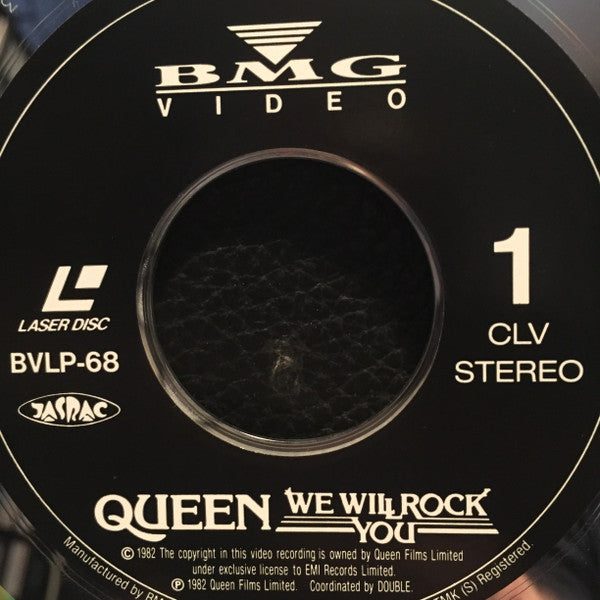 BMG
VIDEO
1
CLV
STEREO
LASER DISC
BVLP-68
JASRAC
QUEEN WE WILL ROCK YOU
© 1982 The copyright in this video recording is owned by Queen Films Limited
under exclusive license to EMI Records Limited.
℗ 1982 Queen Films Limited. Coordinated by DOUBLE.
Manufactured by
TMK (S) Registered.